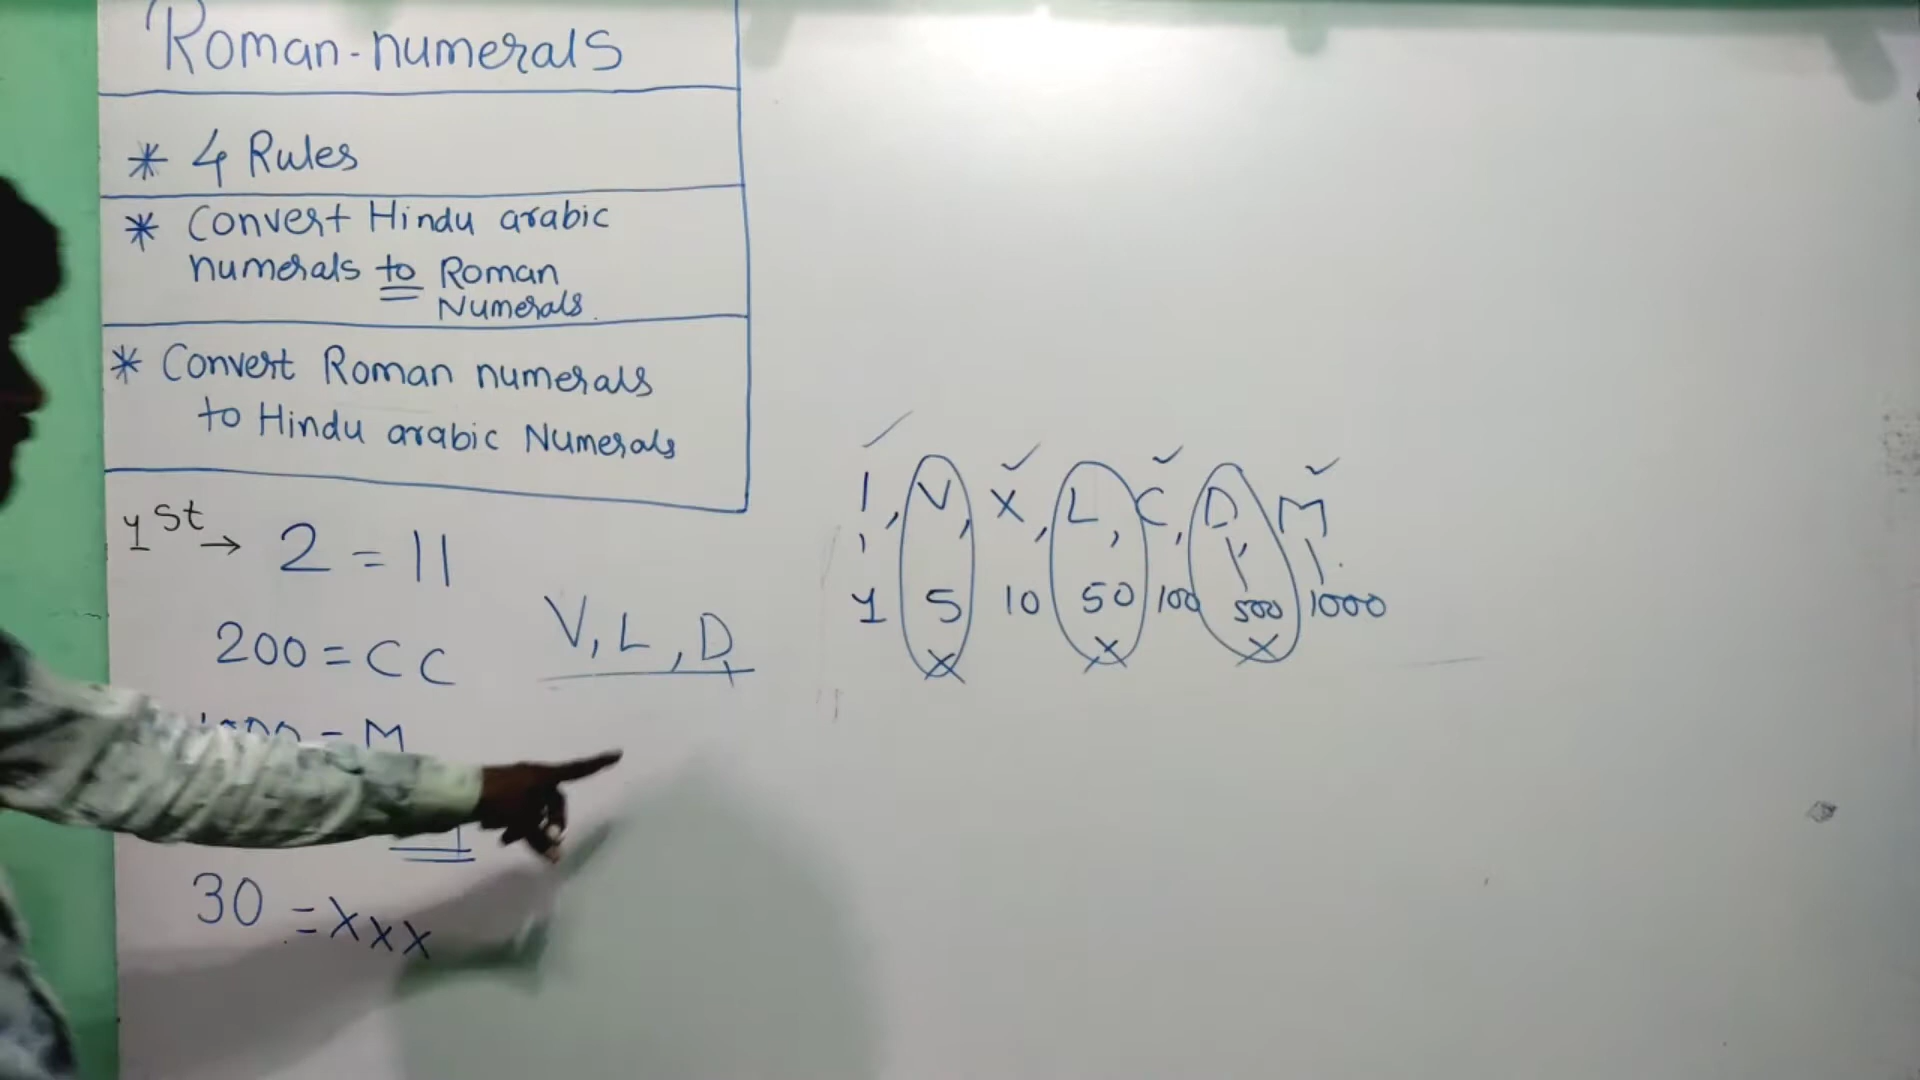 Roman-numerals
* 4 Rules
* Convert Hindu arabic
numerals to Roman
Numerals.
* Convert Roman numerals
to Hindu arabic Numerals
1st → 2 = II
200 = CC
= M
30 = XXX
V, L, D
I, V, X, L, C, D, M
1 5 10 50 100 500 1000
X X X